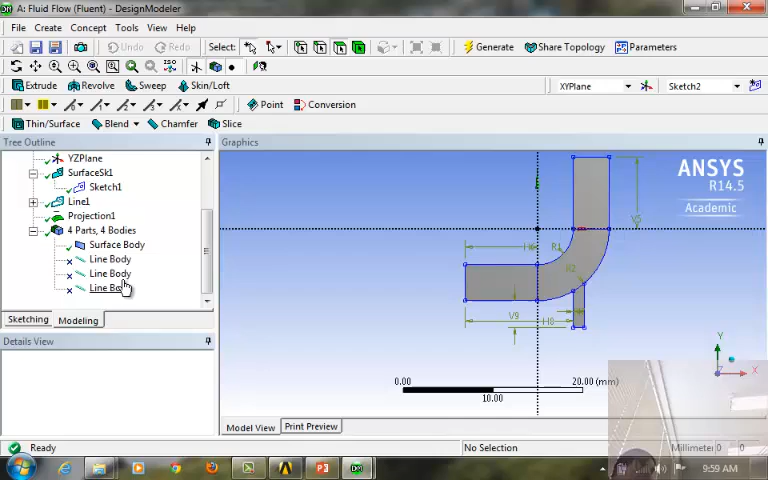 A: Fluid Flow (Fluent) - DesignModeler
File Create Concept Tools View Help
Undo Redo Select: Generate Share Topology Parameters
Extrude Revolve Sweep Skin/Loft XYPlane Sketch2
Point Conversion
Thin/Surface Blend Chamfer Slice
Tree Outline
Graphics
YZPlane
SurfaceSk1
Sketch1
Line1
Projection1
4 Parts, 4 Bodies
Surface Body
Line Body
Line Body
Sketching Modeling
Details View
ANSYS
R14.5
Academic
V5
R1
R2
V9
H8
0.00 20.00 (mm)
10.00
Y
X
Model View Print Preview
Ready No Selection Millimeter 0 0
9:59 AM